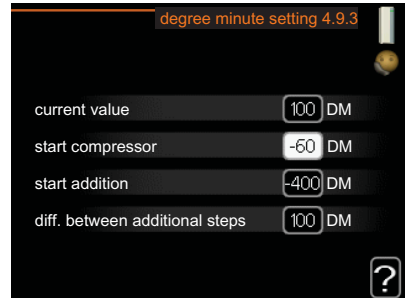 degree minute setting 4.9.3
current value 100 DM
start compressor -60 DM
start addition -400 DM
diff. between additional steps 100 DM
?